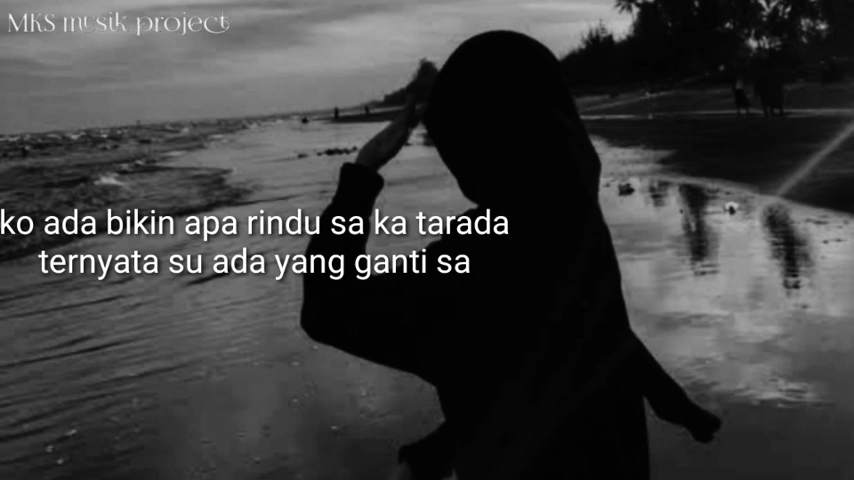 MKS musik project
ko ada bikin apa rindu sa ka tarada
ternyata su ada yang ganti sa